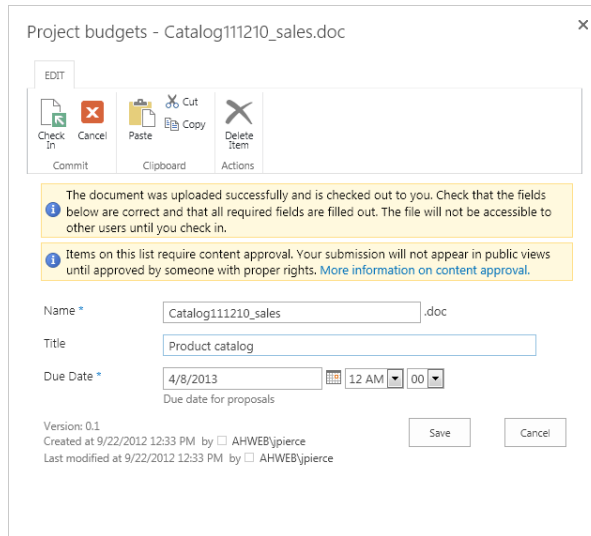 Project budgets - Catalog111210_sales.doc
EDIT
Check In
Cancel
Paste
Cut
Copy
Delete Item
Commit
Clipboard
Actions
The document was uploaded successfully and is checked out to you. Check that the fields
below are correct and that all required fields are filled out. The file will not be accessible to
other users until you check in.
Items on this list require content approval. Your submission will not appear in public views
until approved by someone with proper rights. More information on content approval.
Name * Catalog111210_sales .doc
Title Product catalog
Due Date * 4/8/2013 12 AM 00
Due date for proposals
Version: 0.1
Created at 9/22/2012 12:33 PM by AHWEB\jpierce
Last modified at 9/22/2012 12:33 PM by AHWEB\jpierce
Save Cancel